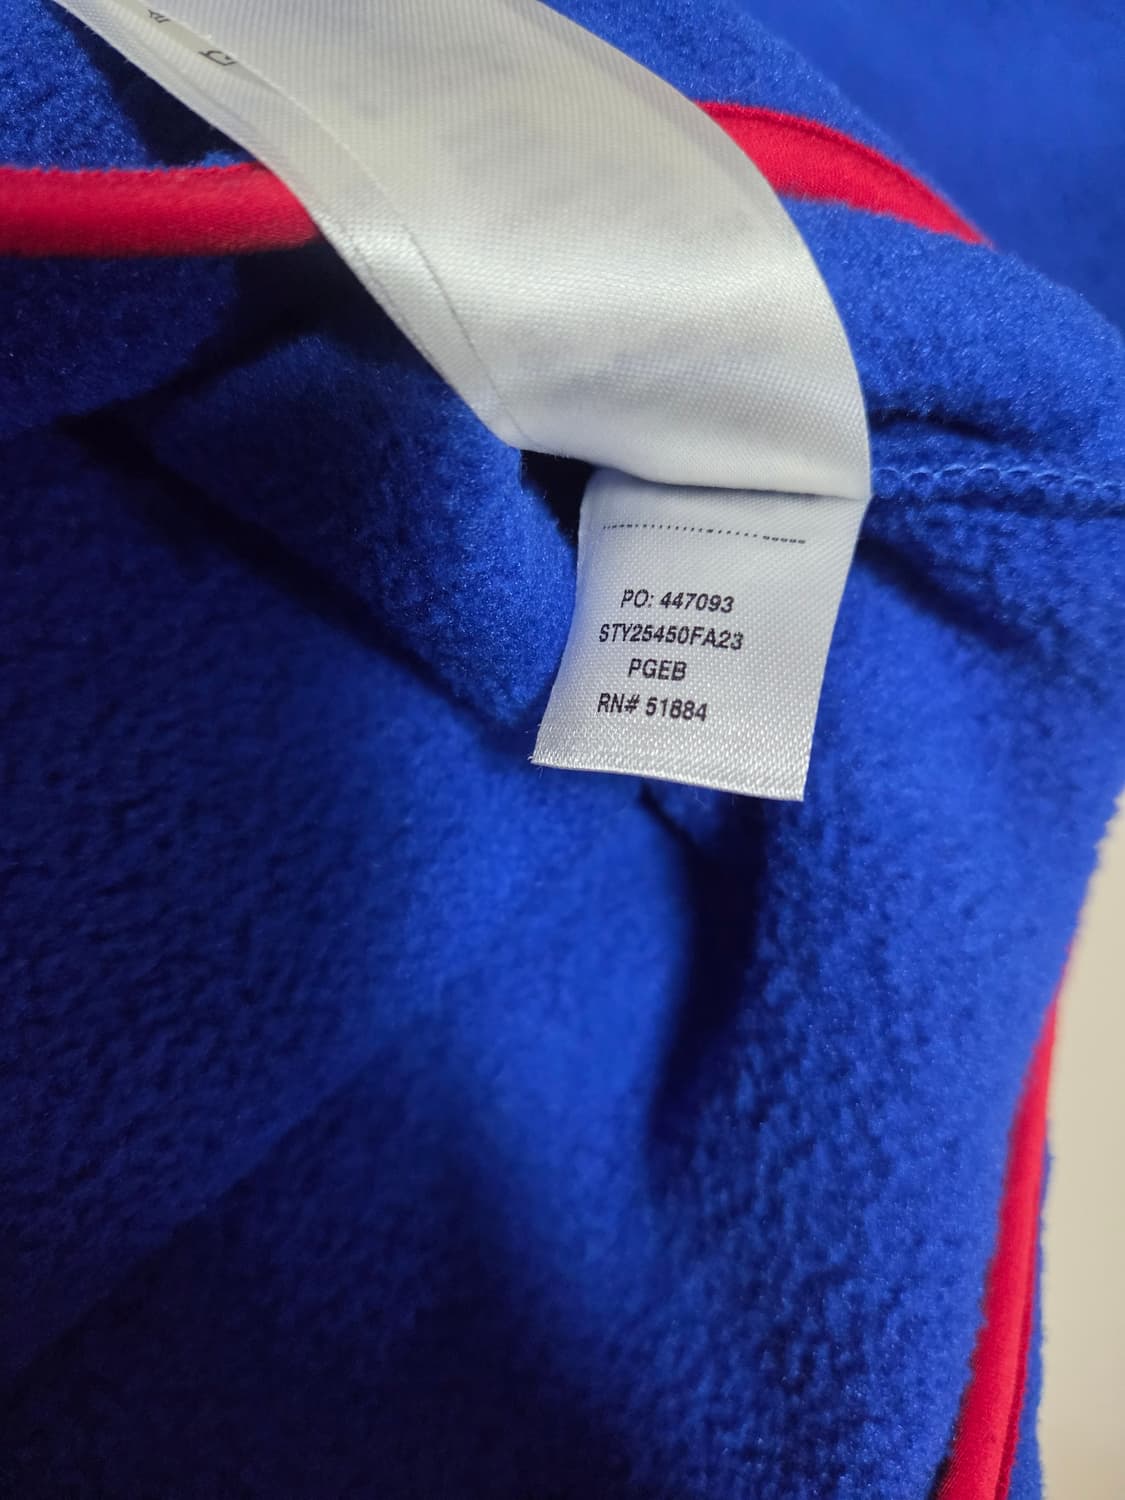 PO: 447093
STY25450FA23
PGEB
RN# 51884